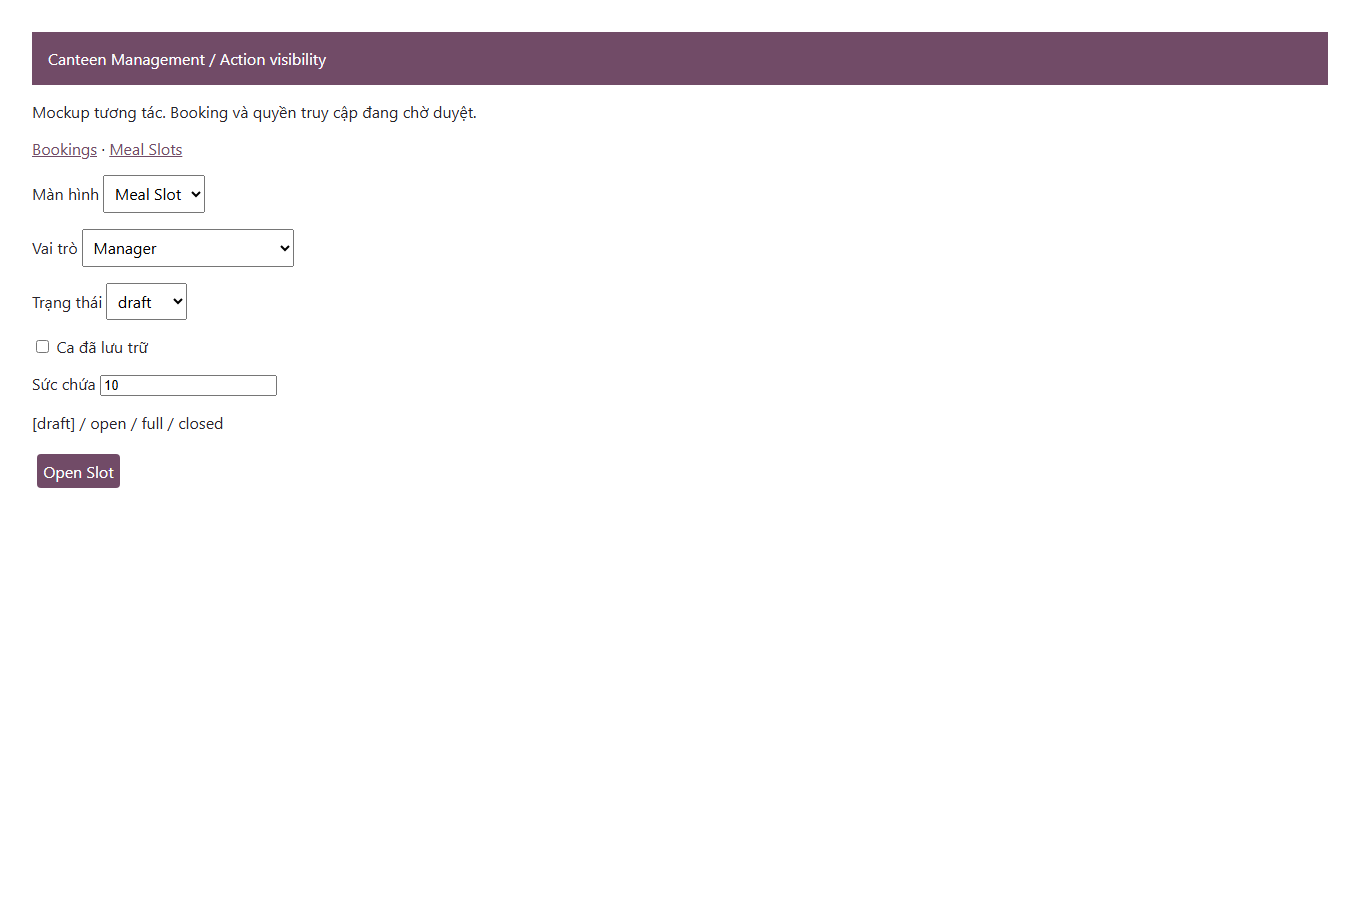 Canteen Management / Action visibility
Mockup tương tác. Booking và quyền truy cập đang chờ duyệt.
Bookings · Meal Slots
Màn hình Meal Slot
Vai trò Manager
Trạng thái draft
Ca đã lưu trữ
Sức chứa 10
[draft] / open / full / closed
Open Slot